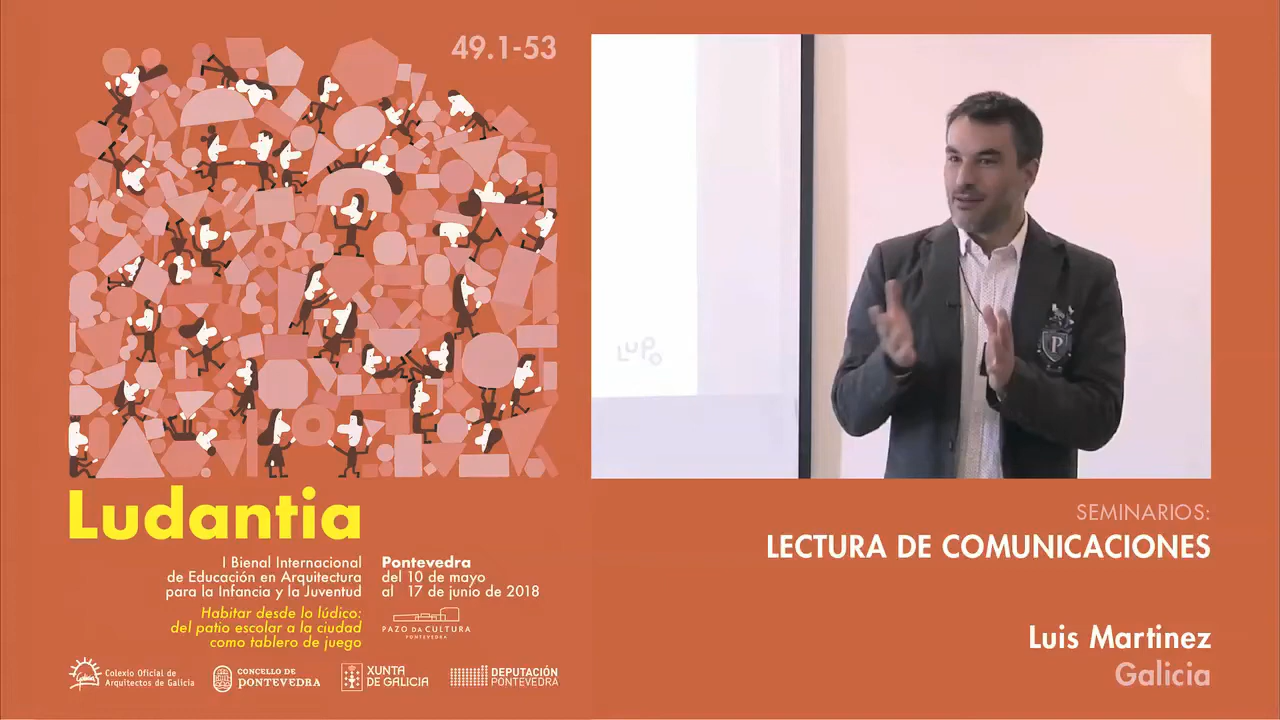 49.1-53
LUPO
P
Ludantia
I Bienal Internacional
de Educación en Arquitectura
para la Infancia y la Juventud
Pontevedra
del 10 de mayo
al 17 de junio de 2018
Habitar desde lo lúdico:
del patio escolar a la ciudad
como tablero de juego
PAZO DA CULTURA
PONTEVEDRA
Colexio Oficial de
Arquitectos de Galicia
CONCELLO DE
PONTEVEDRA
XUNTA
DE GALICIA
DEPUTACIÓN
PONTEVEDRA
SEMINARIOS:
LECTURA DE COMUNICACIONES
Luis Martinez
Galicia